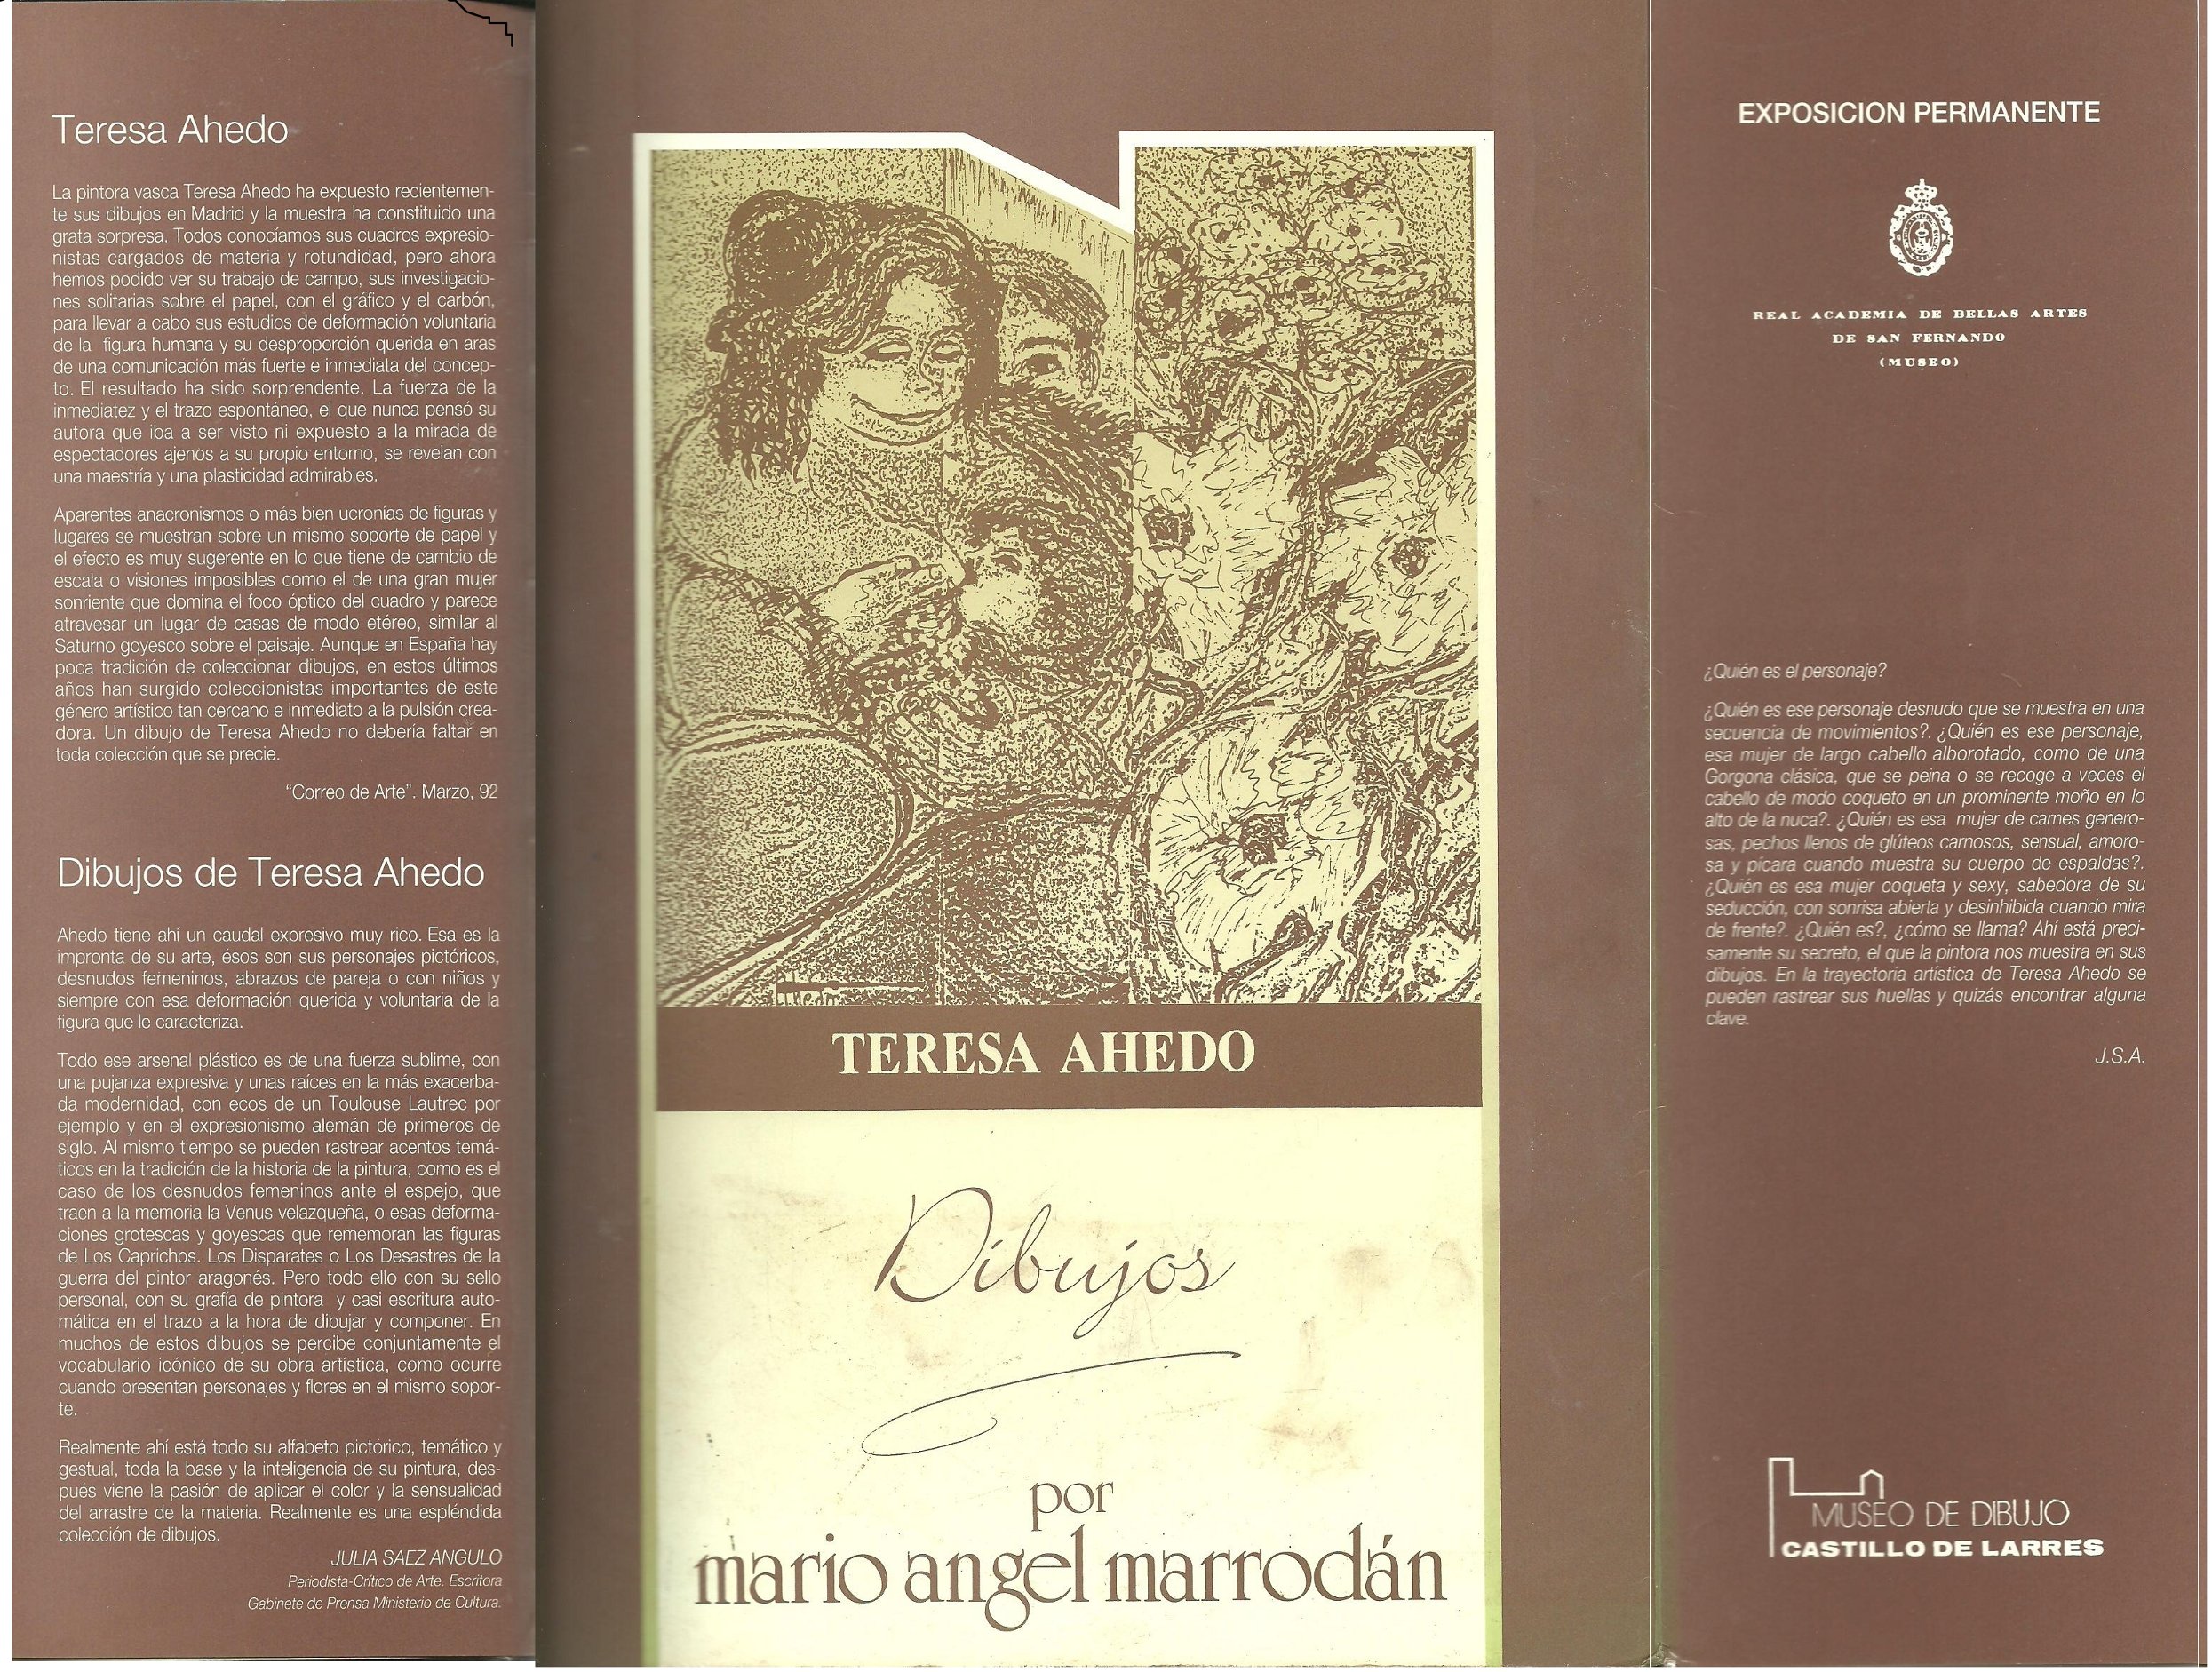 Teresa Ahedo
La pintora vasca Teresa Ahedo ha expuesto recientemen-
te sus dibujos en Madrid y la muestra ha constituido una
grata sorpresa. Todos conocíamos sus cuadros expresio-
nistas cargados de materia y rotundidad, pero ahora
hemos podido ver su trabajo de campo, sus investigacio-
nes solitarias sobre el papel, con el gráfico y el carbón,
para llevar a cabo sus estudios de deformación voluntaria
de la figura humana y su desproporción querida en aras
de una comunicación más fuerte e inmediata del concep-
to. El resultado ha sido sorprendente. La fuerza de la
inmediatez y el trazo espontáneo, el que nunca pensó su
autora que iba a ser visto ni expuesto a la mirada de
espectadores ajenos a su propio entorno, se revelan con
una maestría y una plasticidad admirables.
Aparentes anacronismos o más bien ucronías de figuras y
lugares se muestran sobre un mismo soporte de papel y
el efecto es muy sugerente en lo que tiene de cambio de
escala o visiones imposibles como el de una gran mujer
sonriente que domina el foco óptico del cuadro y parece
atravesar un lugar de casas de modo etéreo, similar al
Saturno goyesco sobre el paisaje. Aunque en España hay
poca tradición de coleccionar dibujos, en estos últimos
años han surgido coleccionistas importantes de este
género artístico tan cercano e inmediato a la pulsión crea-
dora. Un dibujo de Teresa Ahedo no debería faltar en
toda colección que se precie.
"Correo de Arte". Marzo, 92
Dibujos de Teresa Ahedo
Ahedo tiene ahí un caudal expresivo muy rico. Esa es la
impronta de su arte, ésos son sus personajes pictóricos,
desnudos femeninos, abrazos de pareja o con niños y
siempre con esa deformación querida y voluntaria de la
figura que le caracteriza.
Todo ese arsenal plástico es de una fuerza sublime, con
una pujanza expresiva y unas raíces en la más exacerba-
da modernidad, con ecos de un Toulouse Lautrec por
ejemplo y en el expresionismo alemán de primeros de
siglo. Al mismo tiempo se pueden rastrear acentos temá-
ticos en la tradición de la historia de la pintura, como es el
caso de los desnudos femeninos ante el espejo, que
traen a la memoria la Venus velazqueña, o esas deforma-
ciones grotescas y goyescas que rememoran las figuras
de Los Caprichos. Los Disparates o Los Desastres de la
guerra del pintor aragonés. Pero todo ello con su sello
personal, con su grafía de pintora y casi escritura auto-
mática en el trazo a la hora de dibujar y componer. En
muchos de estos dibujos se percibe conjuntamente el
vocabulario icónico de su obra artística, como ocurre
cuando presentan personajes y flores en el mismo sopor-
te.
Realmente ahí está todo su alfabeto pictórico, temático y
gestual, toda la base y la inteligencia de su pintura, des-
pués viene la pasión de aplicar el color y la sensualidad
del arrastre de la materia. Realmente es una espléndida
colección de dibujos.
JULIA SAEZ ANGULO
Periodista-Crítico de Arte. Escritora
Gabinete de Prensa Ministerio de Cultura.
TERESA AHEDO
Dibujos
por
mario angel marrodán
EXPOSICION PERMANENTE
REAL ACADEMIA DE BELLAS ARTES
DE SAN FERNANDO
(MUSEO)
¿Quién es el personaje?
¿Quién es ese personaje desnudo que se muestra en una
secuencia de movimientos?. ¿Quién es ese personaje,
esa mujer de largo cabello alborotado, como de una
Gorgona clásica, que se peina o se recoge a veces el
cabello de modo coqueto en un prominente moño en lo
alto de la nuca?. ¿Quién es esa mujer de carnes genero-
sas, pechos llenos de glúteos carnosos, sensual, amoro-
sa y pícara cuando muestra su cuerpo de espaldas?.
¿Quién es esa mujer coqueta y sexy, sabedora de su
seducción, con sonrisa abierta y desinhibida cuando mira
de frente?. ¿Quién es?, ¿cómo se llama? Ahí está preci-
samente su secreto, el que la pintora nos muestra en sus
dibujos. En la trayectoria artística de Teresa Ahedo se
pueden rastrear sus huellas y quizás encontrar alguna
clave.
J.S.A.
MUSEO DE DIBUJO
CASTILLO DE LARRES